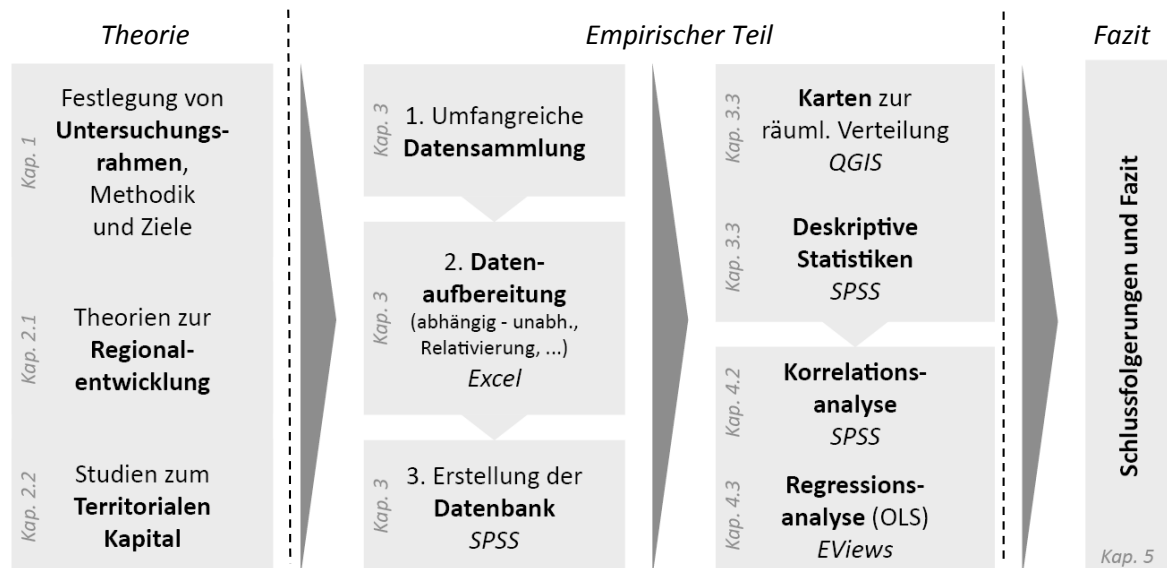 Theorie
Kap. 1
Festlegung von
Untersuchungs-
rahmen,
Methodik
und Ziele
Kap. 2.1
Theorien zur
Regional-
entwicklung
Kap. 2.2
Studien zum
Territorialen
Kapital
Empirischer Teil
Kap. 3
1. Umfangreiche
Datensammlung
Kap. 3
2. Daten-
aufbereitung
(abhängig - unabh.,
Relativierung, ...)
Excel
Kap. 3
3. Erstellung der
Datenbank
SPSS
Kap. 3.3
Karten zur
räuml. Verteilung
QGIS
Kap. 3.3
Deskriptive
Statistiken
SPSS
Kap. 4.2
Korrelations-
analyse
SPSS
Kap. 4.3
Regressions-
analyse (OLS)
EViews
Fazit
Schlussfolgerungen und Fazit
Kap. 5